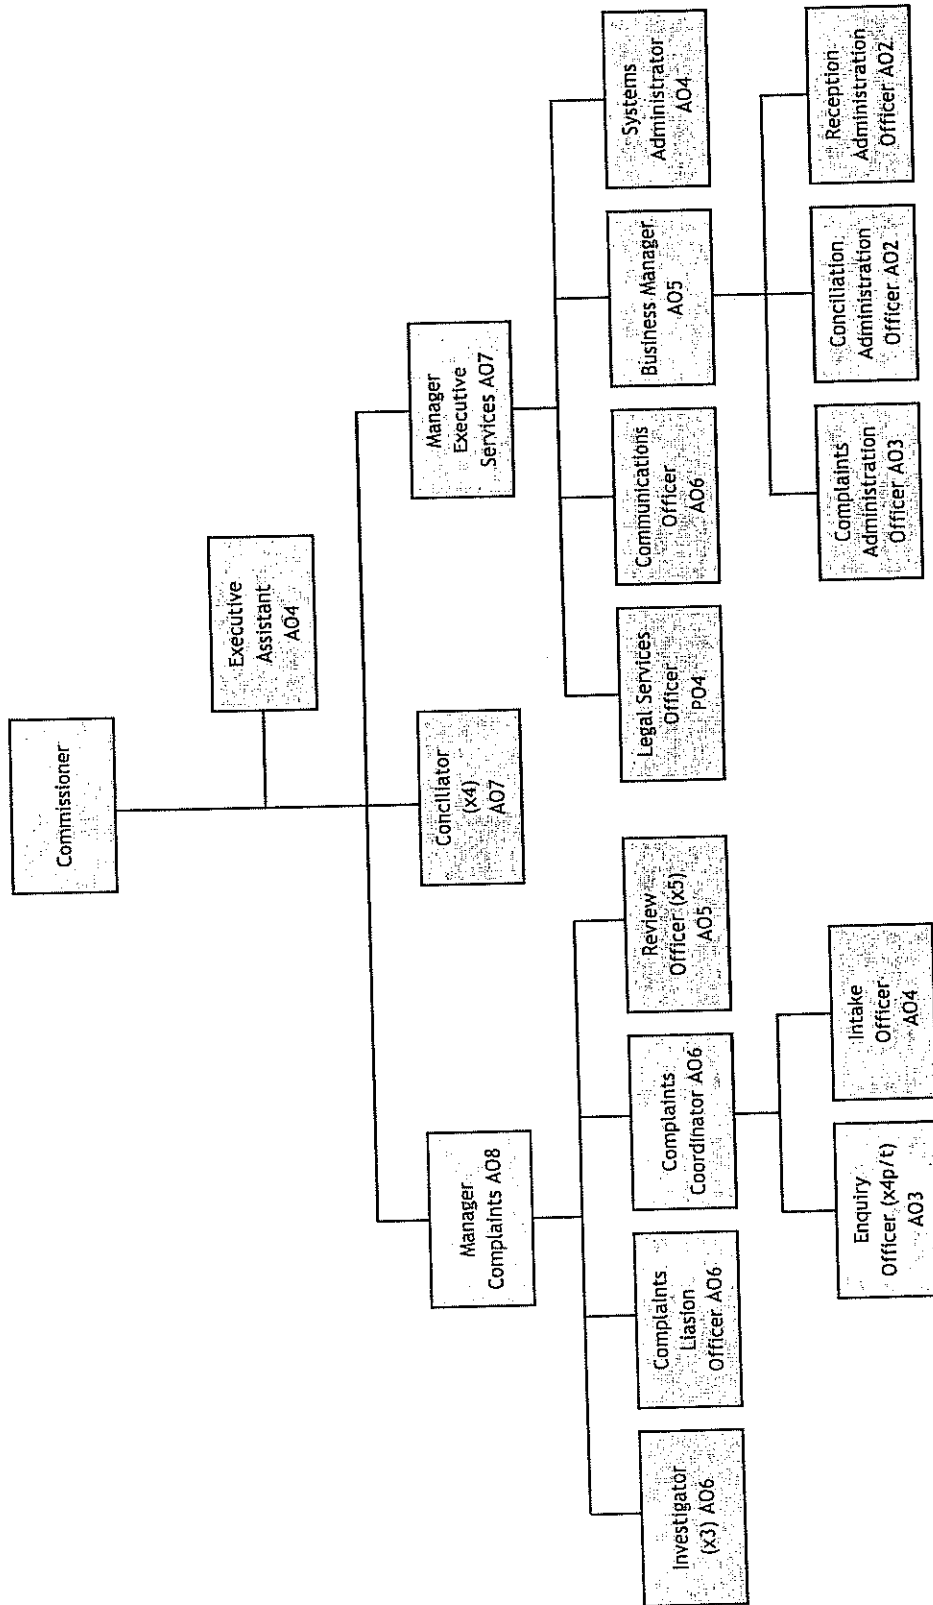 Commissioner
Executive
Assistant
AO4
Manager
Complaints AO8
Conciliator
(x4)
AO7
Manager
Executive
Services AO7
Investigator
(x3) AO6
Complaints
Liasion
Officer AO6
Complaints
Coordinator AO6
Review
Officer (x5)
AO5
Legal Services
Officer
PO4
Communications
Officer
AO6
Business Manager
AO5
Systems
Administrator
AO4
Enquiry
Officer (x4p/t)
AO3
Intake
Officer
AO4
Complaints
Administration
Officer AO3
Conciliation
Administration
Officer AO2
Reception
Administration
Officer AO2